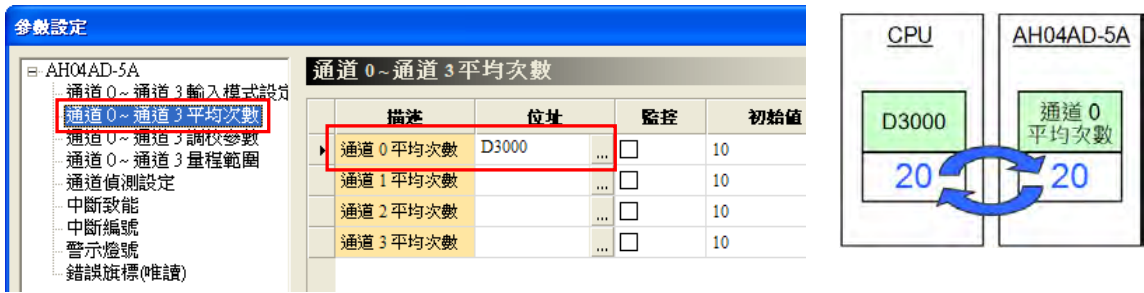 參數設定
AH04AD-5A
通道 0~通道 3 輸入模式設定
通道 0~通道 3 平均次數
通道 0~通道 3 調校參數
通道 0~通道 3 量程範圍
通道偵測設定
中斷致能
中斷編號
警示燈號
錯誤旗標(唯讀)
通道 0~通道 3 平均次數
描述 位址 監控 初始值
通道 0 平均次數 D3000 ... 10
通道 1 平均次數 ... 10
通道 2 平均次數 ... 10
通道 3 平均次數 ... 10
CPU
D3000
20
AH04AD-5A
通道 0
平均次數
20